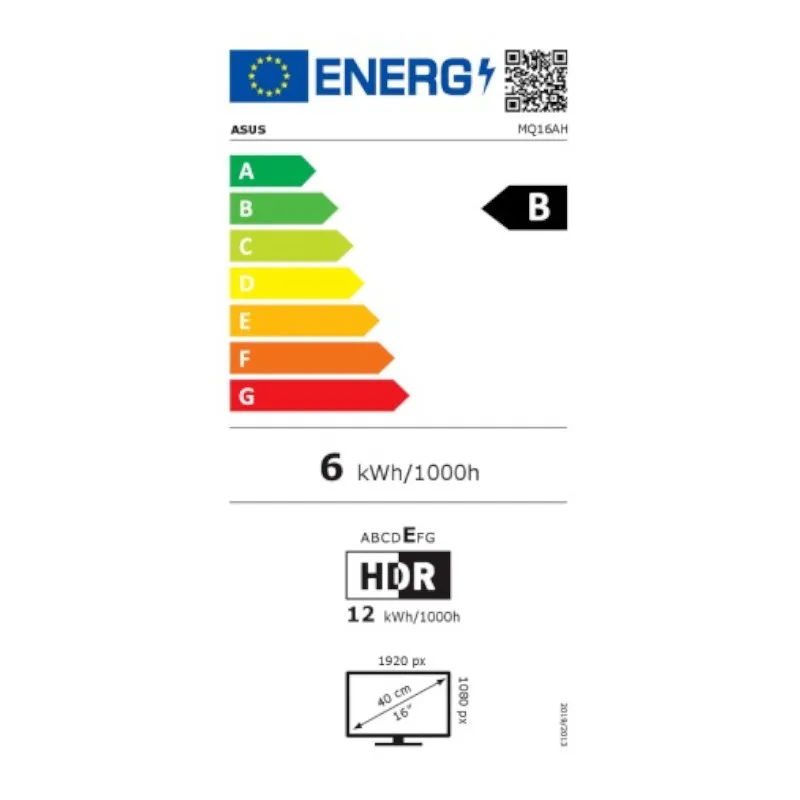 ENERG
ASUS MQ16AH
A
B
B
C
D
E
F
G
6 kWh/1000h
ABCDEFG
HDR
12 kWh/1000h
1920 px
40 cm
16"
1080 px
2019/2013